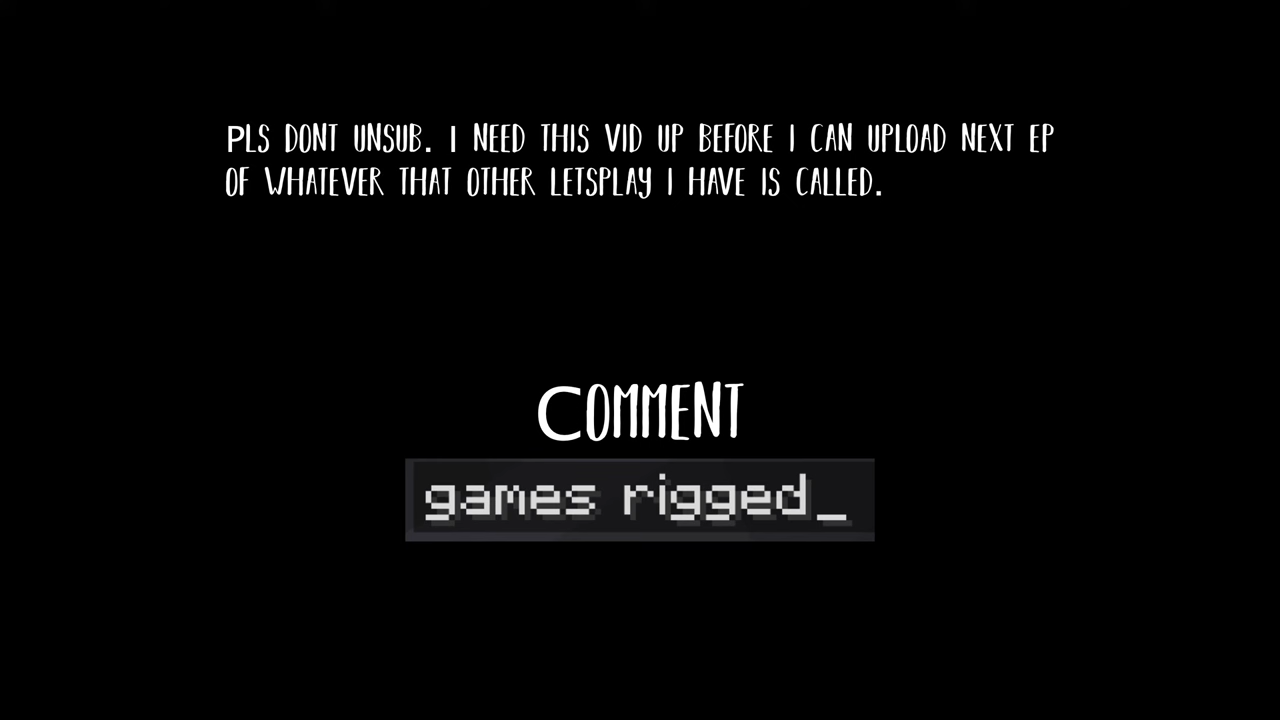 PLS DONT UNSUB. I NEED THIS VID UP BEFORE I CAN UPLOAD NEXT EP
OF WHATEVER THAT OTHER LETSPLAY I HAVE IS CALLED.
COMMENT
games rigged_